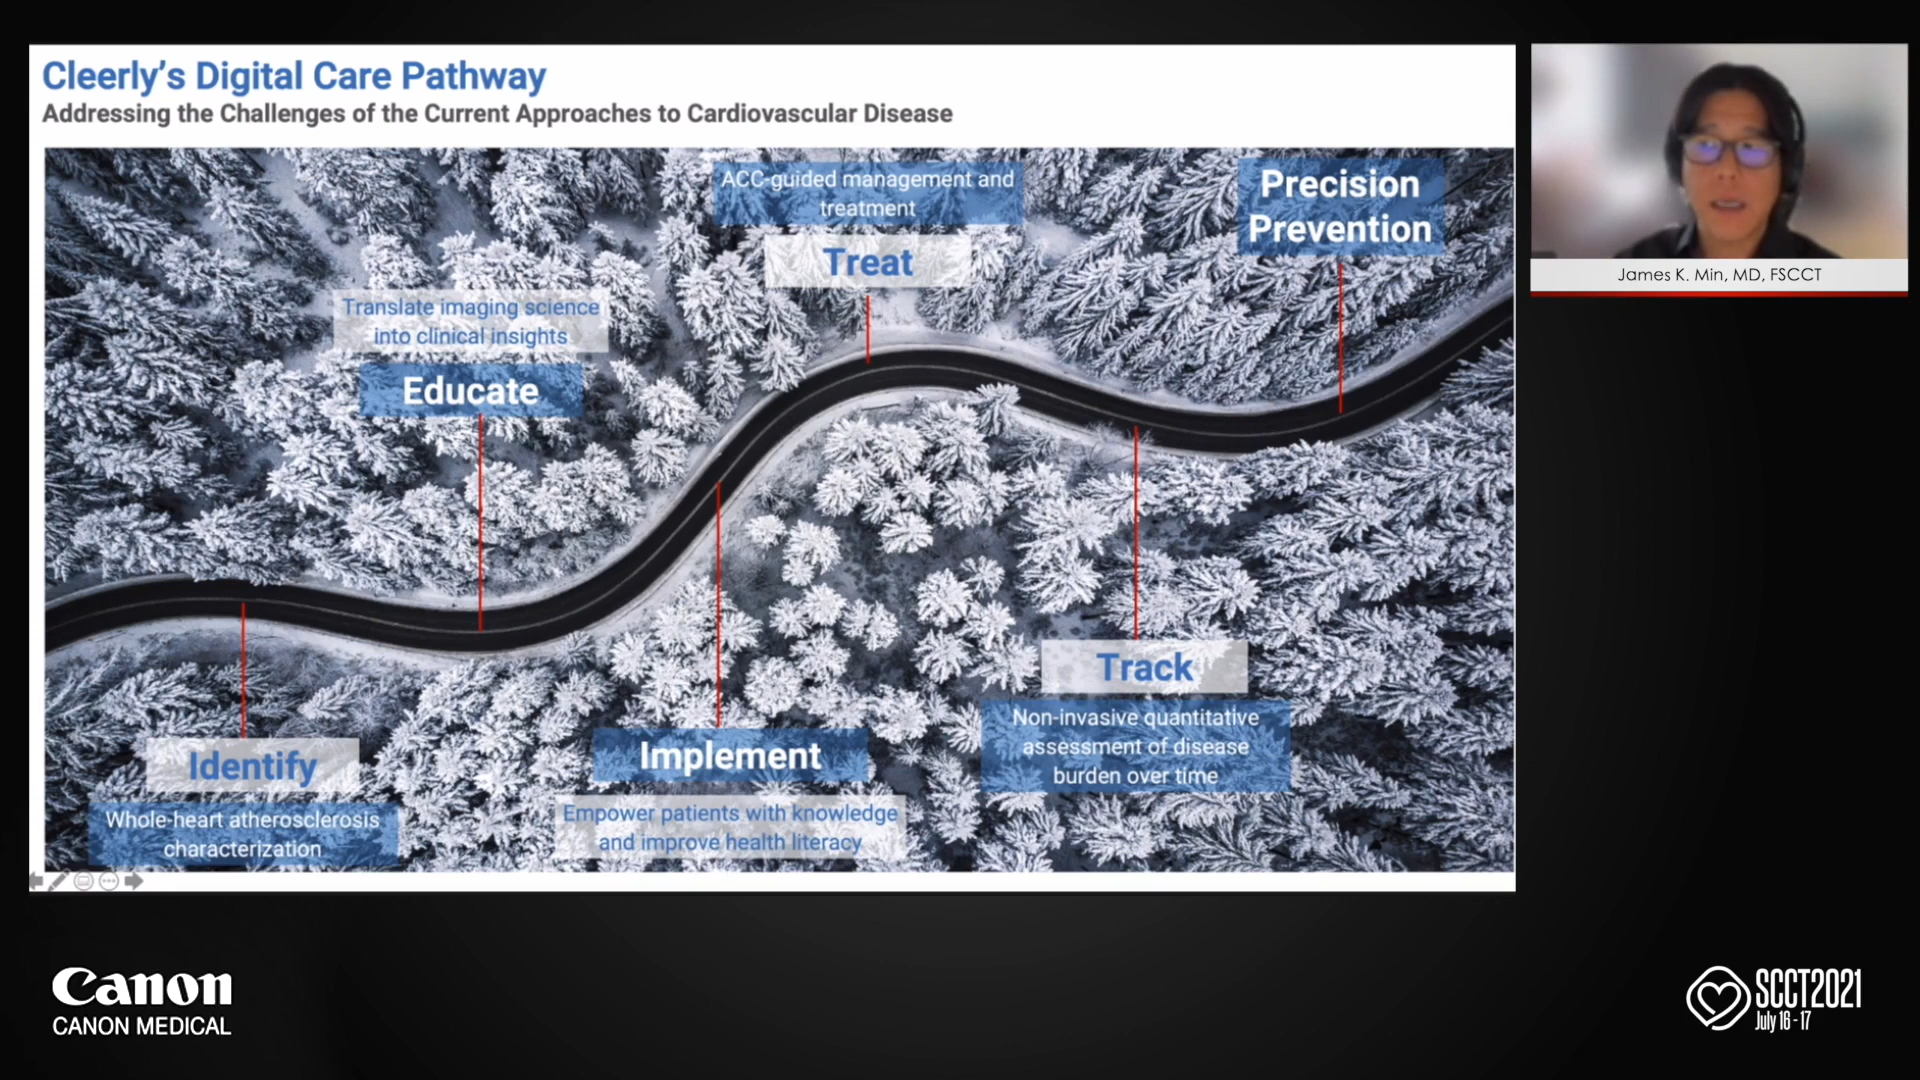 Cleerly's Digital Care Pathway
Addressing the Challenges of the Current Approaches to Cardiovascular Disease
ACC-guided management and
treatment
Treat
Precision
Prevention
Translate imaging science
into clinical insights
Educate
Track
Non-invasive quantitative
assessment of disease
burden over time
Identify
Whole-heart atherosclerosis
characterization
Implement
Empower patients with knowledge
and improve health literacy
James K. Min, MD, FSCCT
Canon
CANON MEDICAL
SCCT2021
July 16 - 17